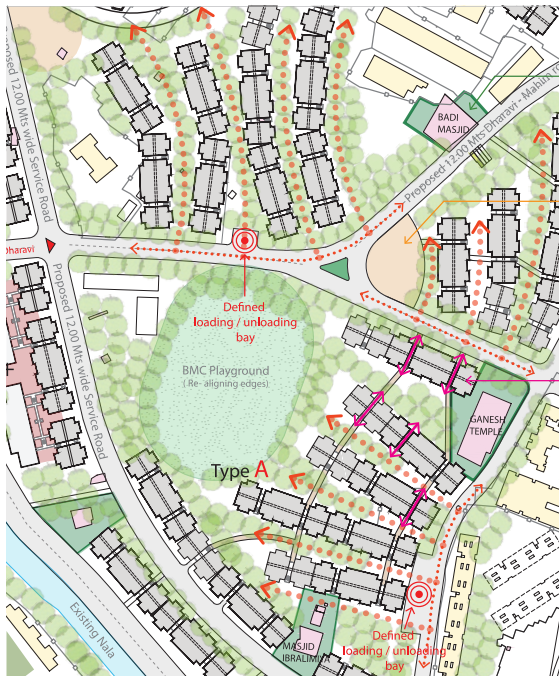 Proposed 12.00 Mts wide Service Road
BADI
MASJID
Proposed 12.00 Mts Dharavi - Mahim
Dharavi
Defined
loading / unloading
bay
Proposed 12.00 Mts wide Service Road
BMC Playground
( Re- aligning edges)
GANESH
TEMPLE
Type A
Existing Nala
MASJID
IBRALIMIYA
Defined
loading / unloading
bay